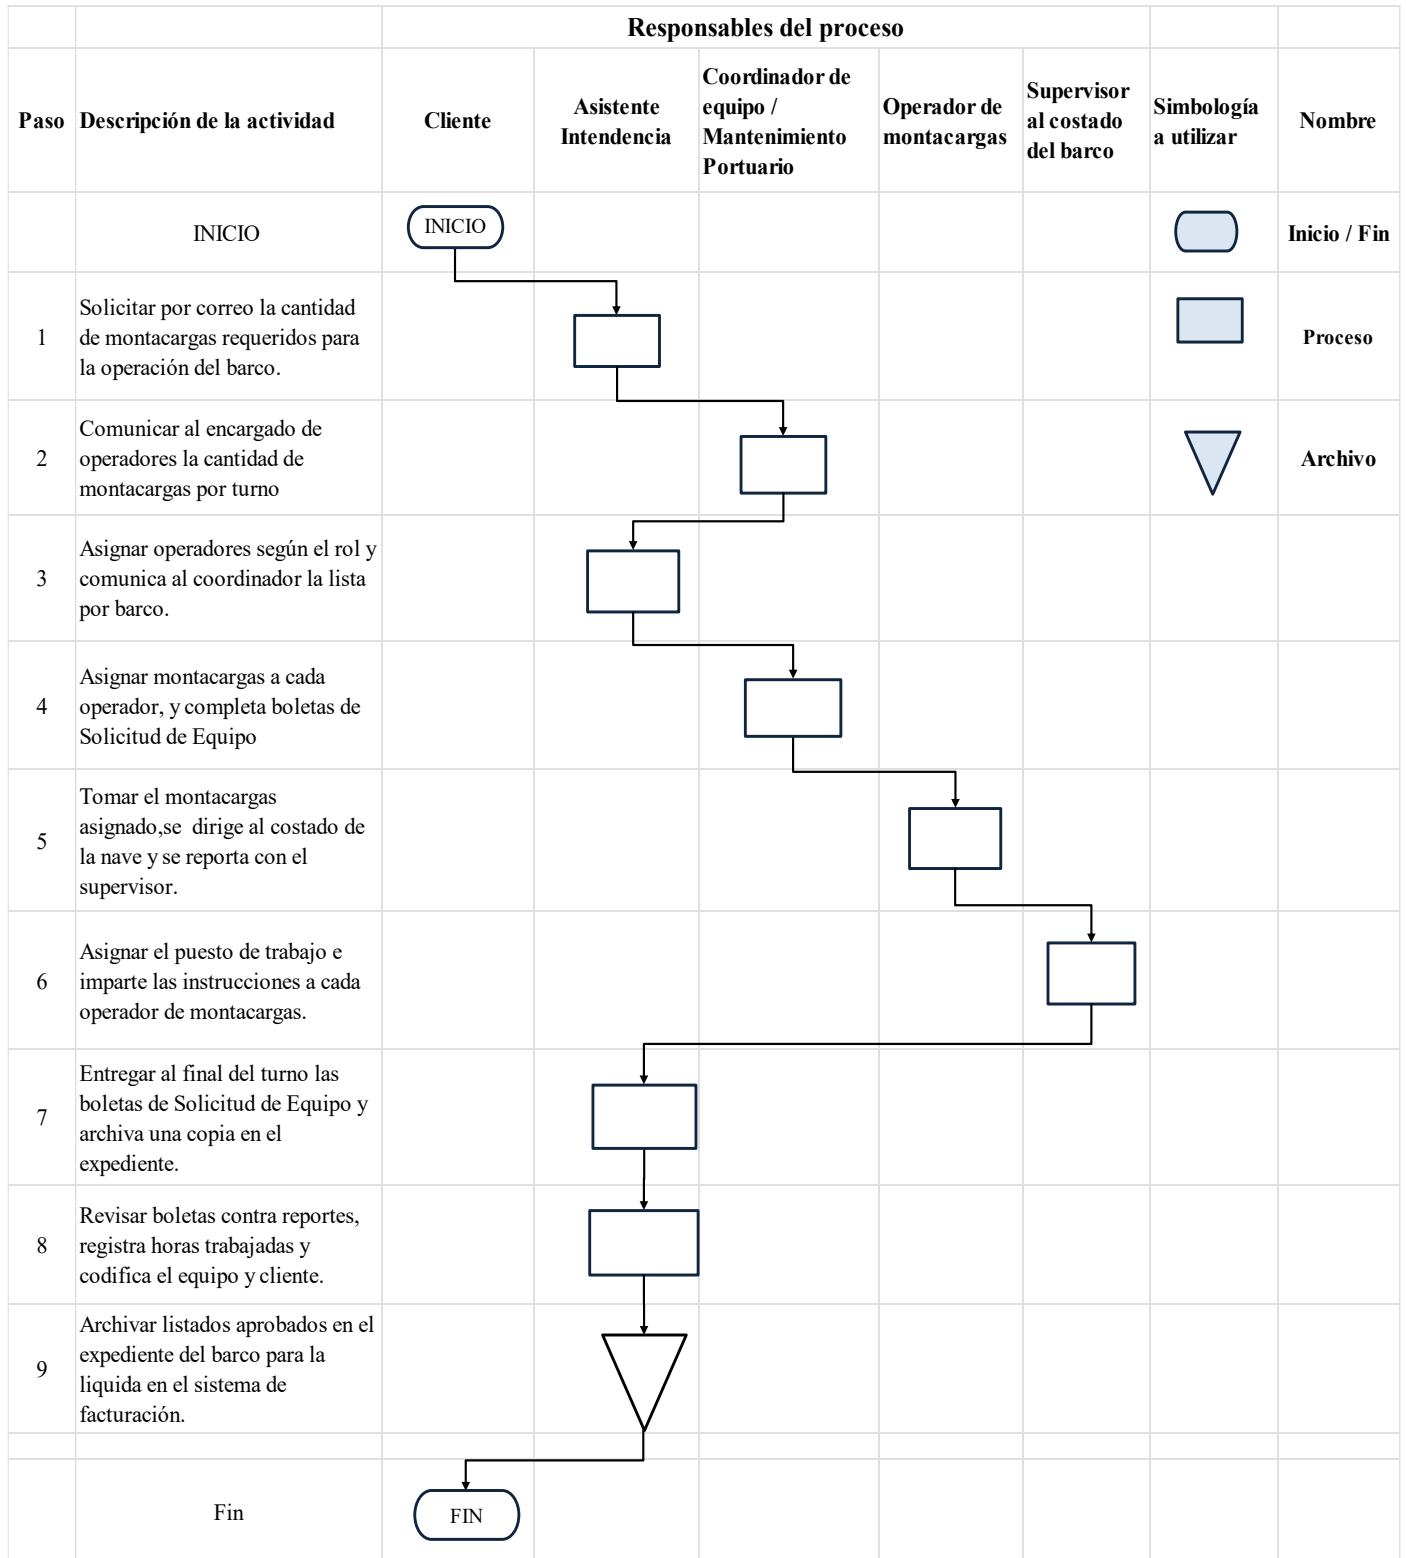 Responsables del proceso
Paso
Descripción de la actividad
Cliente
Asistente
Intendencia
Coordinador de
equipo /
Mantenimiento
Portuario
Operador de
montacargas
Supervisor
al costado
del barco
Simbología
a utilizar
Nombre
INICIO
INICIO
Inicio / Fin
1
Solicitar por correo la cantidad
de montacargas requeridos para
la operación del barco.
Proceso
2
Comunicar al encargado de
operadores la cantidad de
montacargas por turno
Archivo
3
Asignar operadores según el rol y
comunica al coordinador la lista
por barco.
4
Asignar montacargas a cada
operador, y completa boletas de
Solicitud de Equipo
5
Tomar el montacargas
asignado,se dirige al costado de
la nave y se reporta con el
supervisor.
6
Asignar el puesto de trabajo e
imparte las instrucciones a cada
operador de montacargas.
7
Entregar al final del turno las
boletas de Solicitud de Equipo y
archiva una copia en el
expediente.
8
Revisar boletas contra reportes,
registra horas trabajadas y
codifica el equipo y cliente.
9
Archivar listados aprobados en el
expediente del barco para la
liquida en el sistema de
facturación.
Fin
FIN